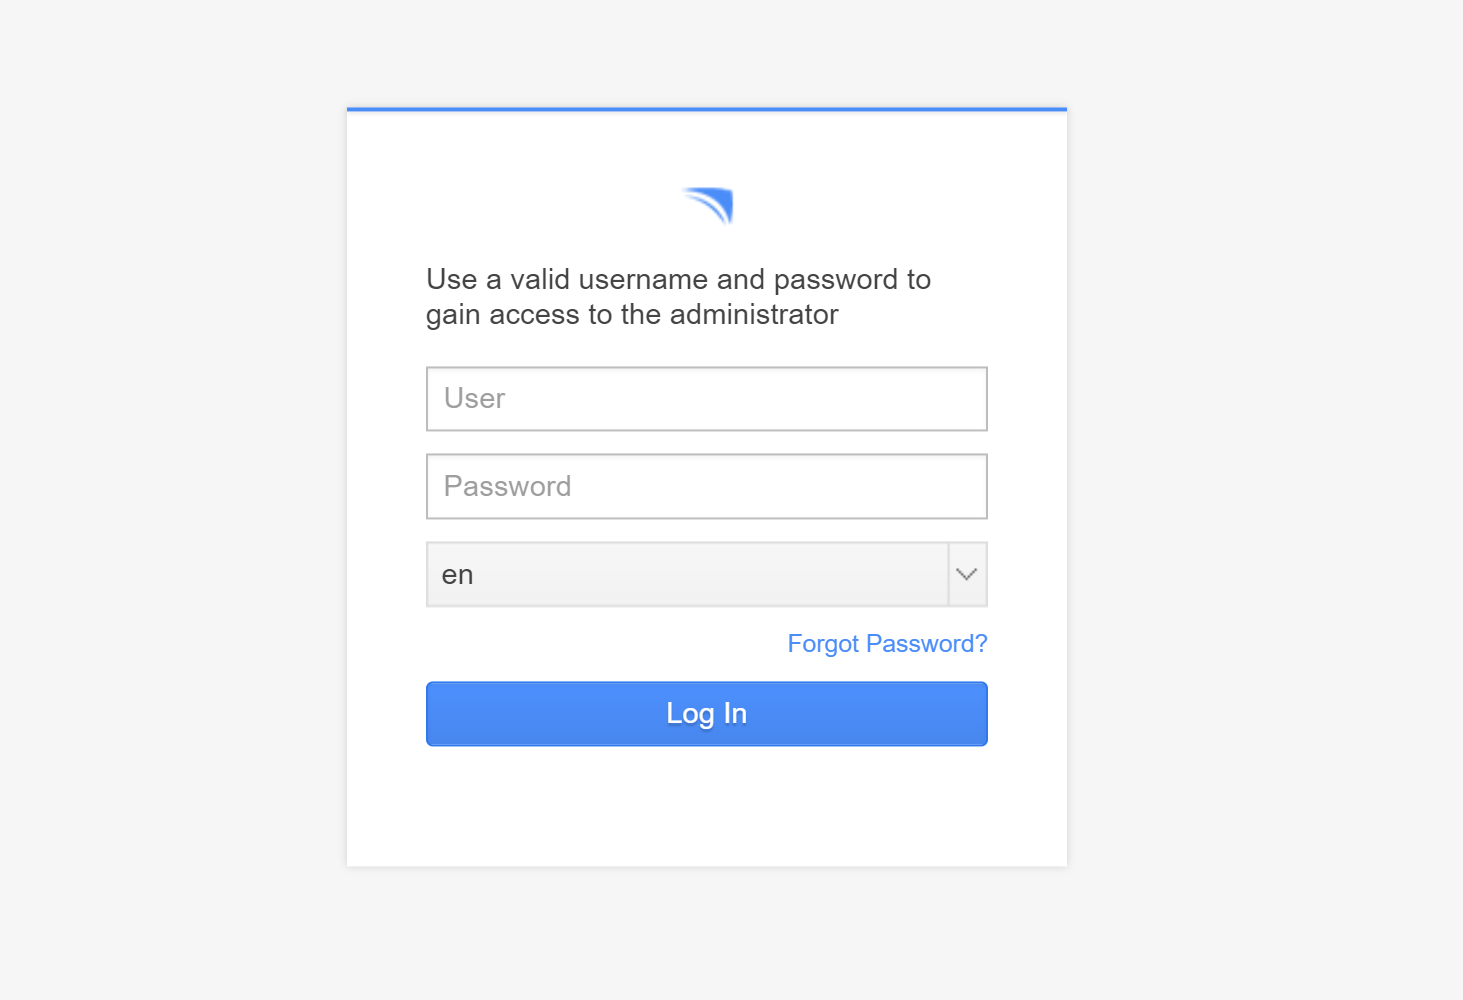 Use a valid username and password to
gain access to the administrator
User
Password
en
Forgot Password?
Log In